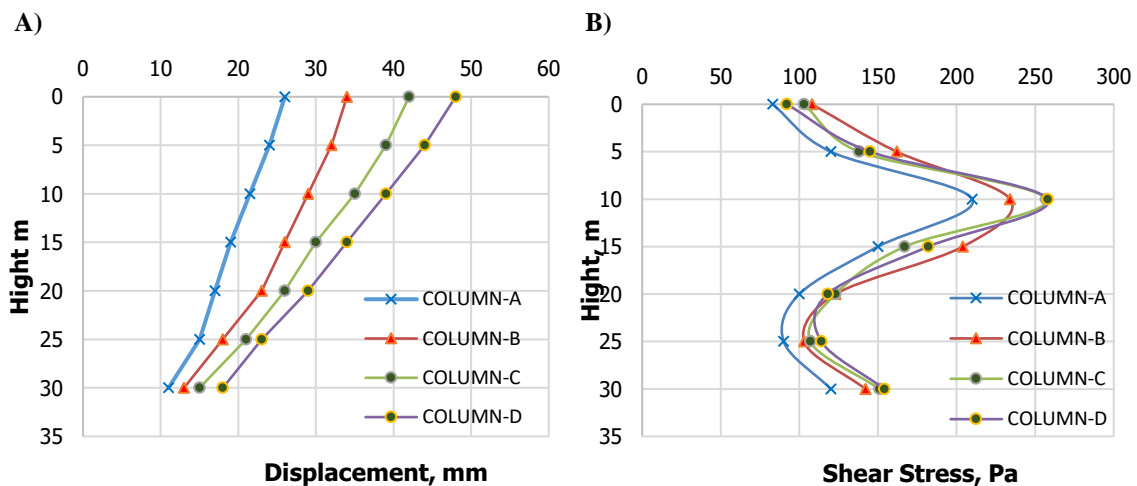 A)
0 10 20 30 40 50 60
0
5
10
15
20
25
30
35
Hight m
COLUMN-A
COLUMN-B
COLUMN-C
COLUMN-D
Displacement, mm
B)
0 50 100 150 200 250 300
0
5
10
15
20
25
30
35
Hight, m
COLUMN-A
COLUMN-B
COLUMN-C
COLUMN-D
Shear Stress, Pa